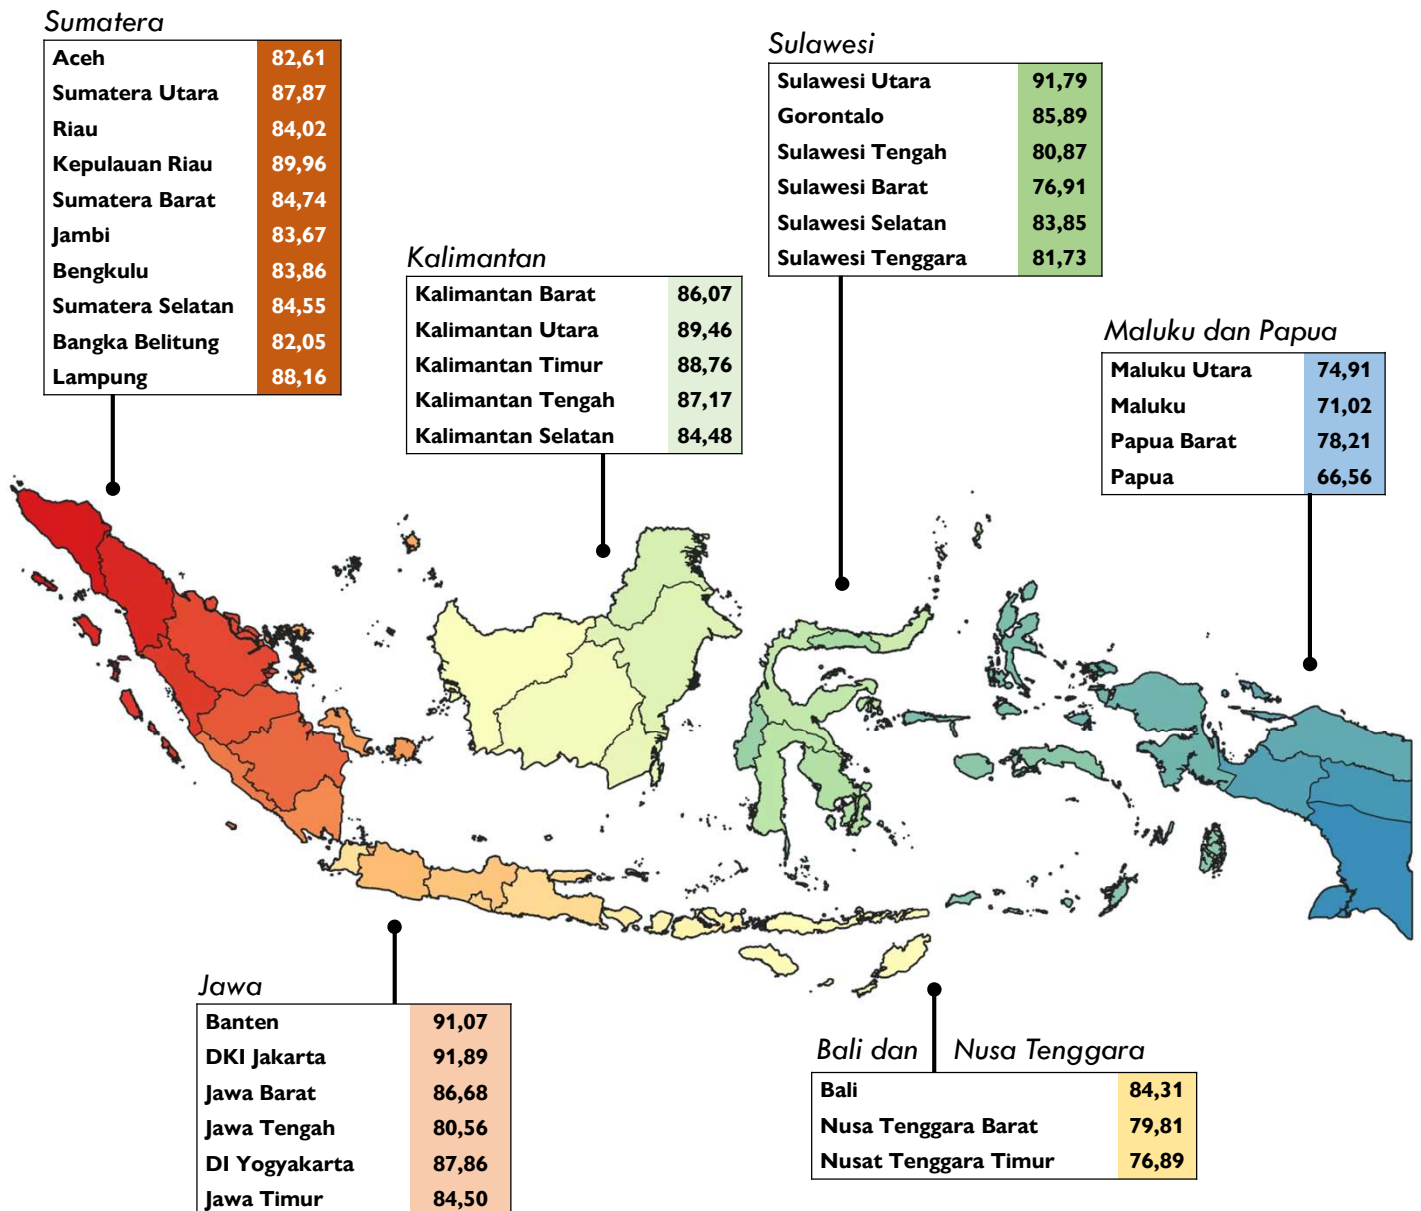 Sumatera
Aceh 82,61
Sumatera Utara 87,87
Riau 84,02
Kepulauan Riau 89,96
Sumatera Barat 84,74
Jambi 83,67
Bengkulu 83,86
Sumatera Selatan 84,55
Bangka Belitung 82,05
Lampung 88,16
Kalimantan
Kalimantan Barat 86,07
Kalimantan Utara 89,46
Kalimantan Timur 88,76
Kalimantan Tengah 87,17
Kalimantan Selatan 84,48
Sulawesi
Sulawesi Utara 91,79
Gorontalo 85,89
Sulawesi Tengah 80,87
Sulawesi Barat 76,91
Sulawesi Selatan 83,85
Sulawesi Tenggara 81,73
Maluku dan Papua
Maluku Utara 74,91
Maluku 71,02
Papua Barat 78,21
Papua 66,56
Jawa
Banten 91,07
DKI Jakarta 91,89
Jawa Barat 86,68
Jawa Tengah 80,56
DI Yogyakarta 87,86
Jawa Timur 84,50
Bali dan Nusa Tenggara
Bali 84,31
Nusa Tenggara Barat 79,81
Nusat Tenggara Timur 76,89